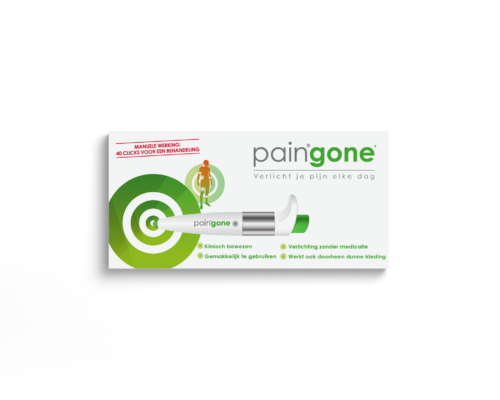 MANUELE WERKING:
40 CLICKS VOOR EEN BEHANDELING
paingone
Verlicht je pijn elke dag
paingone
Klinisch bewezen
Verlichting zonder medicatie
Gemakkelijk te gebruiken
Werkt ook doorheen dunne kleding